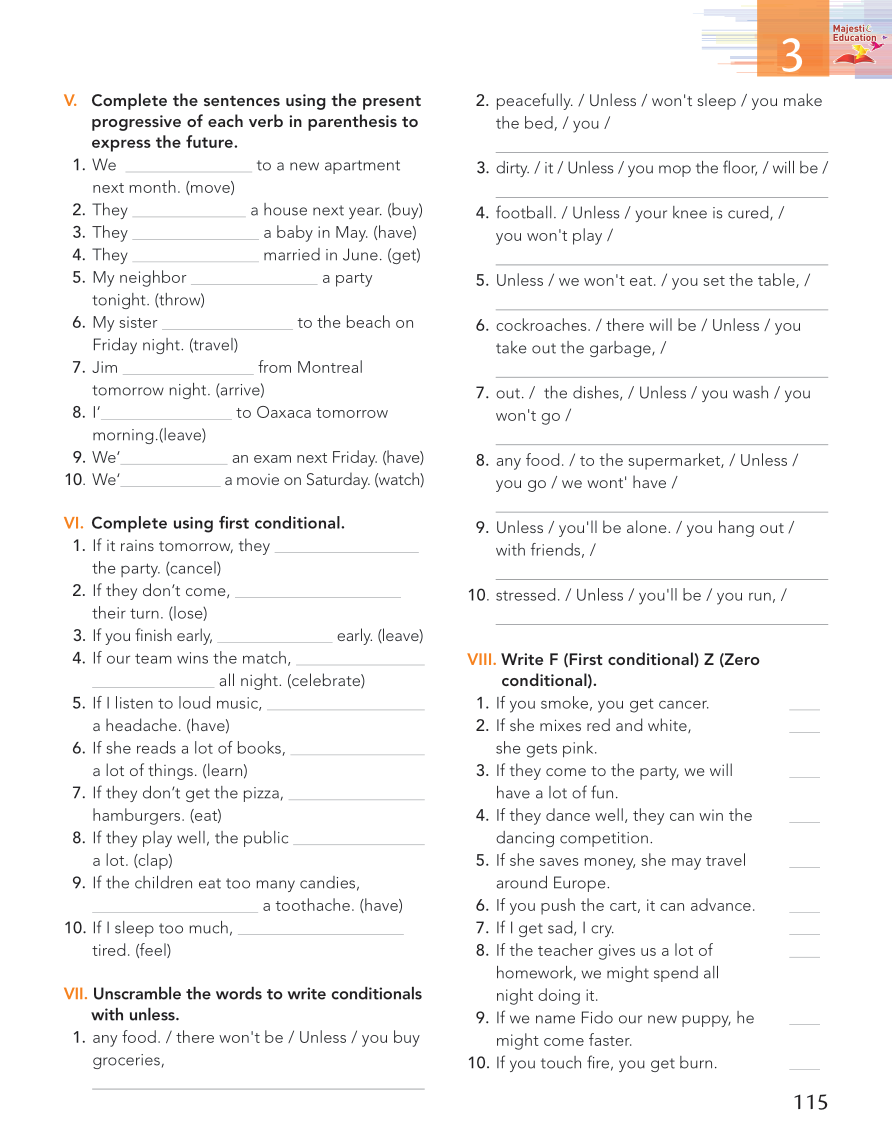 3
Majestic
Education
V. Complete the sentences using the present
progressive of each verb in parenthesis to
express the future.
1. We ______________ to a new apartment
next month. (move)
2. They ______________ a house next year. (buy)
3. They ______________ a baby in May. (have)
4. They ______________ married in June. (get)
5. My neighbor ______________ a party
tonight. (throw)
6. My sister ______________ to the beach on
Friday night. (travel)
7. Jim ______________ from Montreal
tomorrow night. (arrive)
8. I’______________ to Oaxaca tomorrow
morning.(leave)
9. We’______________ an exam next Friday. (have)
10. We’______________ a movie on Saturday. (watch)
VI. Complete using first conditional.
1. If it rains tomorrow, they ______________
the party. (cancel)
2. If they don’t come, ______________
their turn. (lose)
3. If you finish early, ______________ early. (leave)
4. If our team wins the match, ______________
______________ all night. (celebrate)
5. If I listen to loud music, ______________
a headache. (have)
6. If she reads a lot of books, ______________
a lot of things. (learn)
7. If they don’t get the pizza, ______________
hamburgers. (eat)
8. If they play well, the public ______________
a lot. (clap)
9. If the children eat too many candies,
______________ a toothache. (have)
10. If I sleep too much, ______________
tired. (feel)
VII. Unscramble the words to write conditionals
with unless.
1. any food. / there won't be / Unless / you buy
groceries,
2. peacefully. / Unless / won't sleep / you make
the bed, / you /
3. dirty. / it / Unless / you mop the floor, / will be /
4. football. / Unless / your knee is cured, /
you won't play /
5. Unless / we won't eat. / you set the table, /
6. cockroaches. / there will be / Unless / you
take out the garbage, /
7. out. / the dishes, / Unless / you wash / you
won't go /
8. any food. / to the supermarket, / Unless /
you go / we wont' have /
9. Unless / you'll be alone. / you hang out /
with friends, /
10. stressed. / Unless / you'll be / you run, /
VIII. Write F (First conditional) Z (Zero
conditional).
1. If you smoke, you get cancer. ____
2. If she mixes red and white, ____
she gets pink.
3. If they come to the party, we will ____
have a lot of fun.
4. If they dance well, they can win the ____
dancing competition.
5. If she saves money, she may travel ____
around Europe.
6. If you push the cart, it can advance. ____
7. If I get sad, I cry. ____
8. If the teacher gives us a lot of ____
homework, we might spend all
night doing it.
9. If we name Fido our new puppy, he ____
might come faster.
10. If you touch fire, you get burn. ____
115